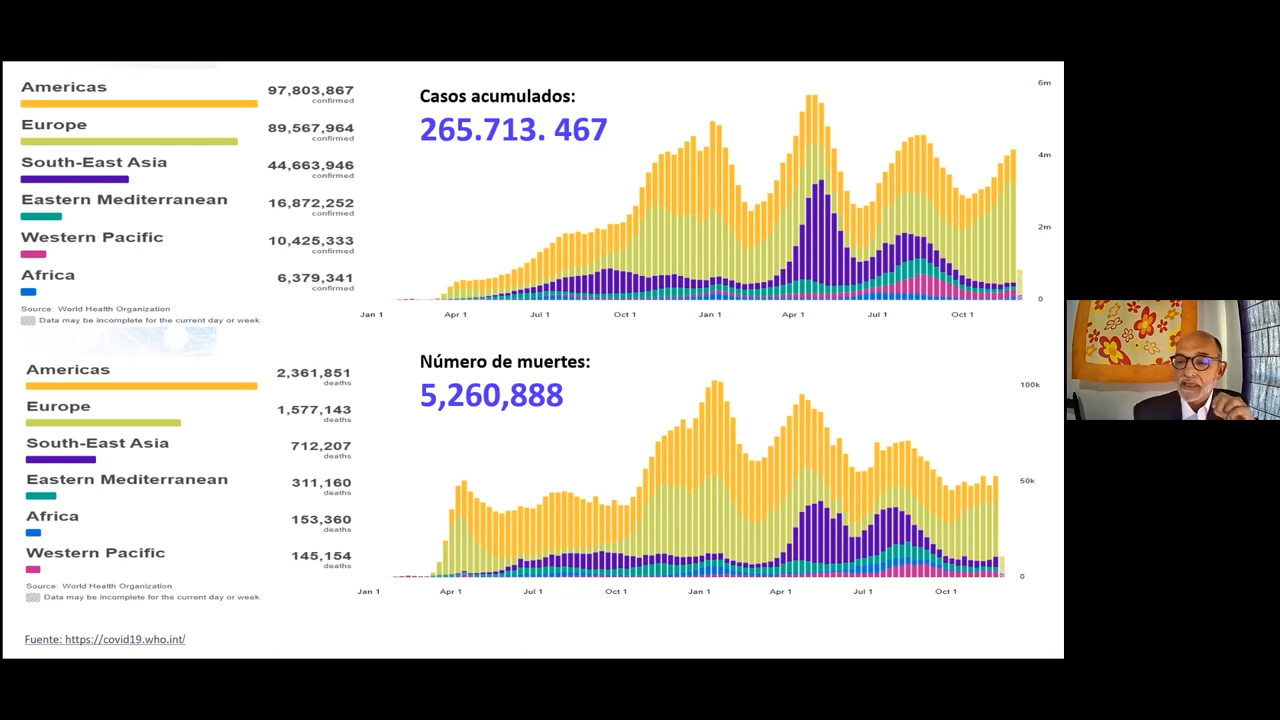 Americas
97,803,867
confirmed
Europe
89,567,964
confirmed
South-East Asia
44,663,946
confirmed
Eastern Mediterranean
16,872,252
confirmed
Western Pacific
10,425,333
confirmed
Africa
6,379,341
confirmed
Source: World Health Organization
Data may be incomplete for the current day or week.
Casos acumulados:
265.713. 467
6m
4m
2m
0
Jan 1 Apr 1 Jul 1 Oct 1 Jan 1 Apr 1 Jul 1 Oct 1
Americas
2,361,851
deaths
Europe
1,577,143
deaths
South-East Asia
712,207
deaths
Eastern Mediterranean
311,160
deaths
Africa
153,360
deaths
Western Pacific
145,154
deaths
Source: World Health Organization
Data may be incomplete for the current day or week.
Número de muertes:
5,260,888
100k
50k
0
Jan 1 Apr 1 Jul 1 Oct 1 Jan 1 Apr 1 Jul 1 Oct 1
Fuente: https://covid19.who.int/